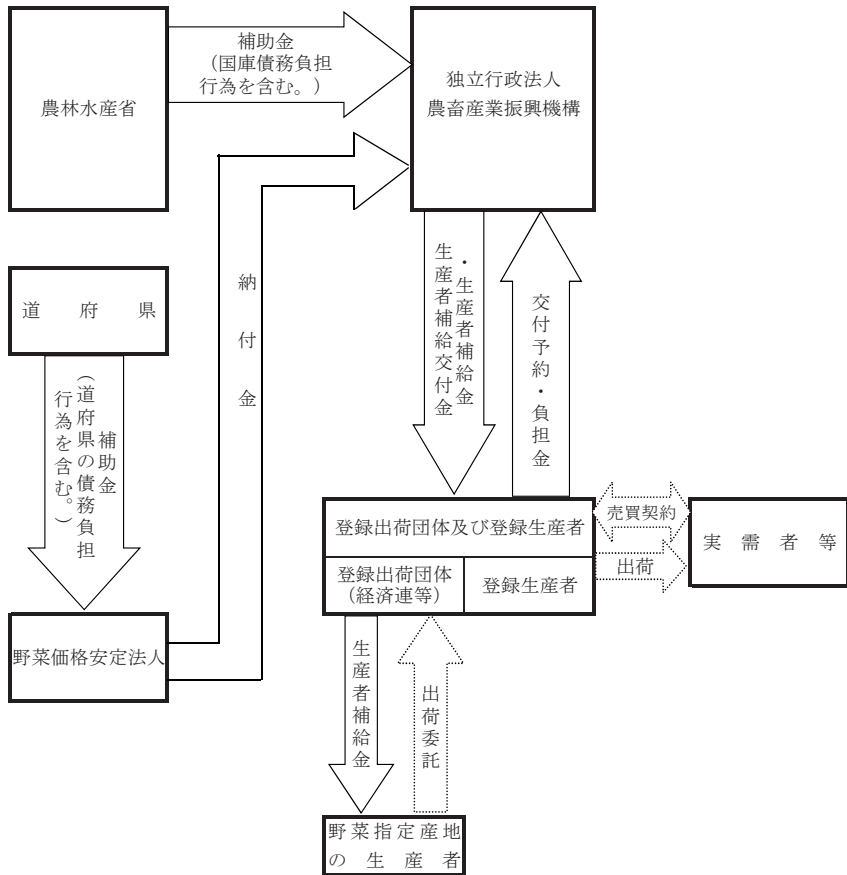 農林水産省
補助金
（国庫債務負担
行為を含む。）
独立行政法人
農畜産業振興機構
道府県
納付金
・生産者補給金
生産者補給交付金
交付予約・負担金
補助金
（道府県の債務負担
行為を含む。）
登録出荷団体及び登録生産者
登録出荷団体
（経済連等）
登録生産者
売買契約
出荷
実需者等
野菜価格安定法人
生産者補給金
出荷委託
野菜指定産地
の生産者